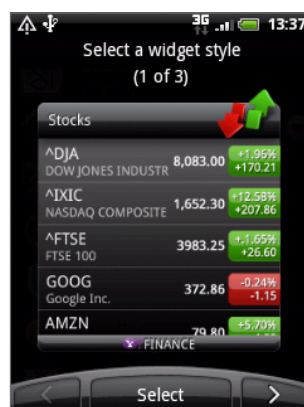 3G 13:37
Select a widget style
(1 of 3)
Stocks
^DJA 8,083.00 +1.96%
DOW JONES INDUSTR +170.21
^IXIC 1,652.30 +12.58%
NASDAQ COMPOSITE +207.86
^FTSE 3983.25 +1.65%
FTSE 100 +26.60
GOOG 372.86 -0.24%
Google Inc. -1.15
AMZN 79.80 +5.70%
Y! FINANCE
Select